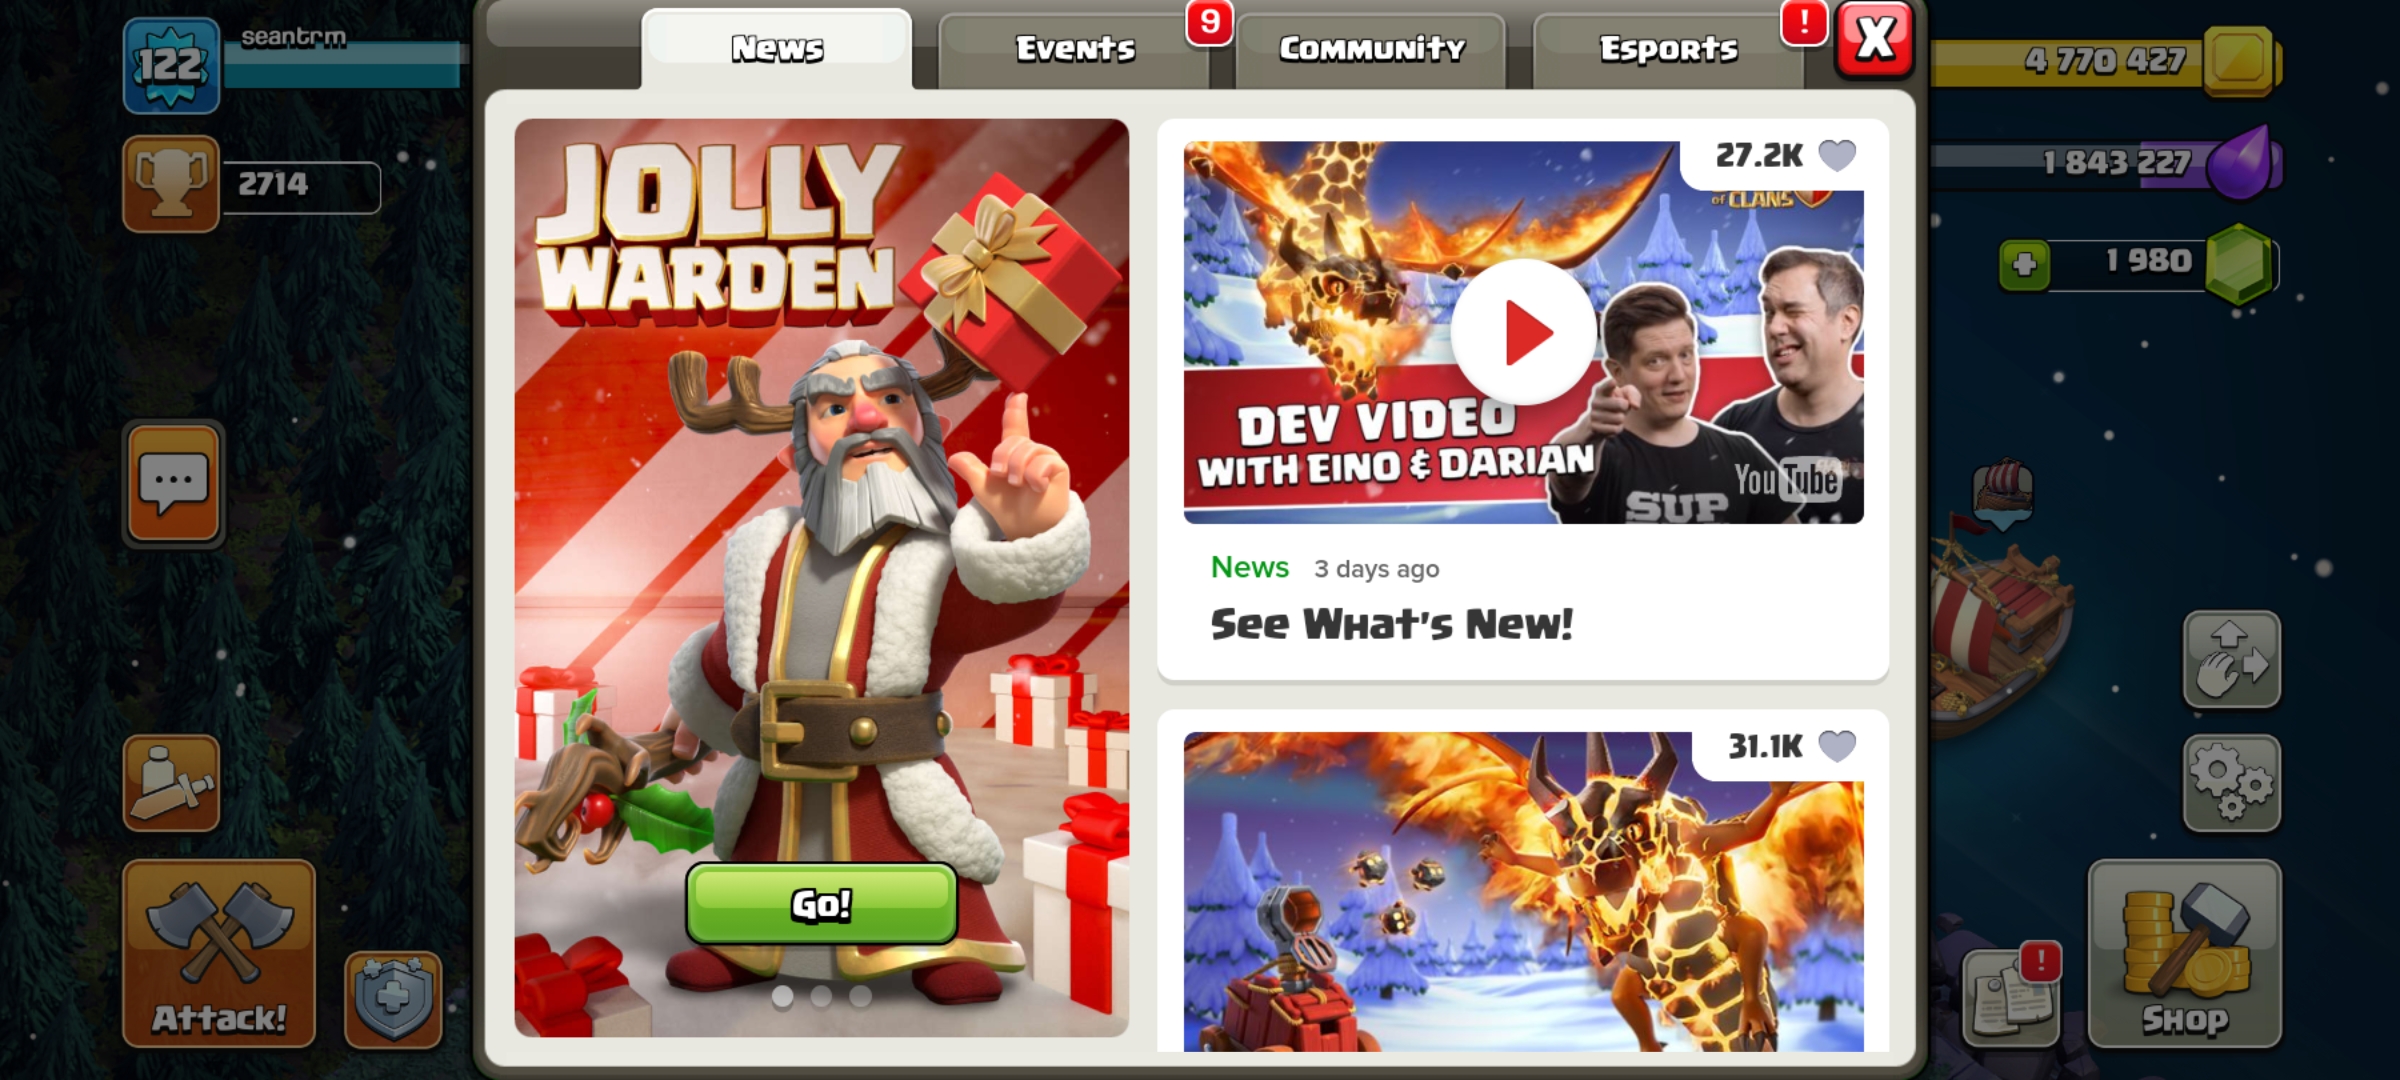 122
seantrm
2714
News
Events
9
Community
Esports
!
X
4 770 427
1 843 227
1 980
JOLLY
WARDEN
Go!
27.2K
of CLANS
DEV VIDEO
WITH EINO & DARIAN
SUP
YouTube
News 3 days ago
See What's New!
31.1K
Attack!
!
Shop